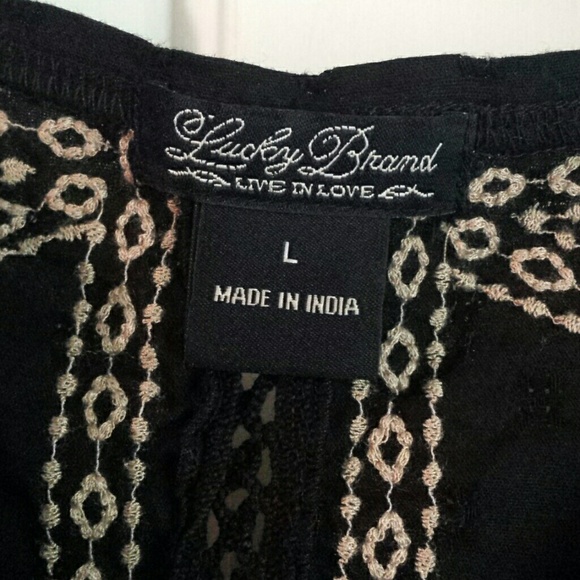 Lucky Brand
LIVE IN LOVE
L
MADE IN INDIA